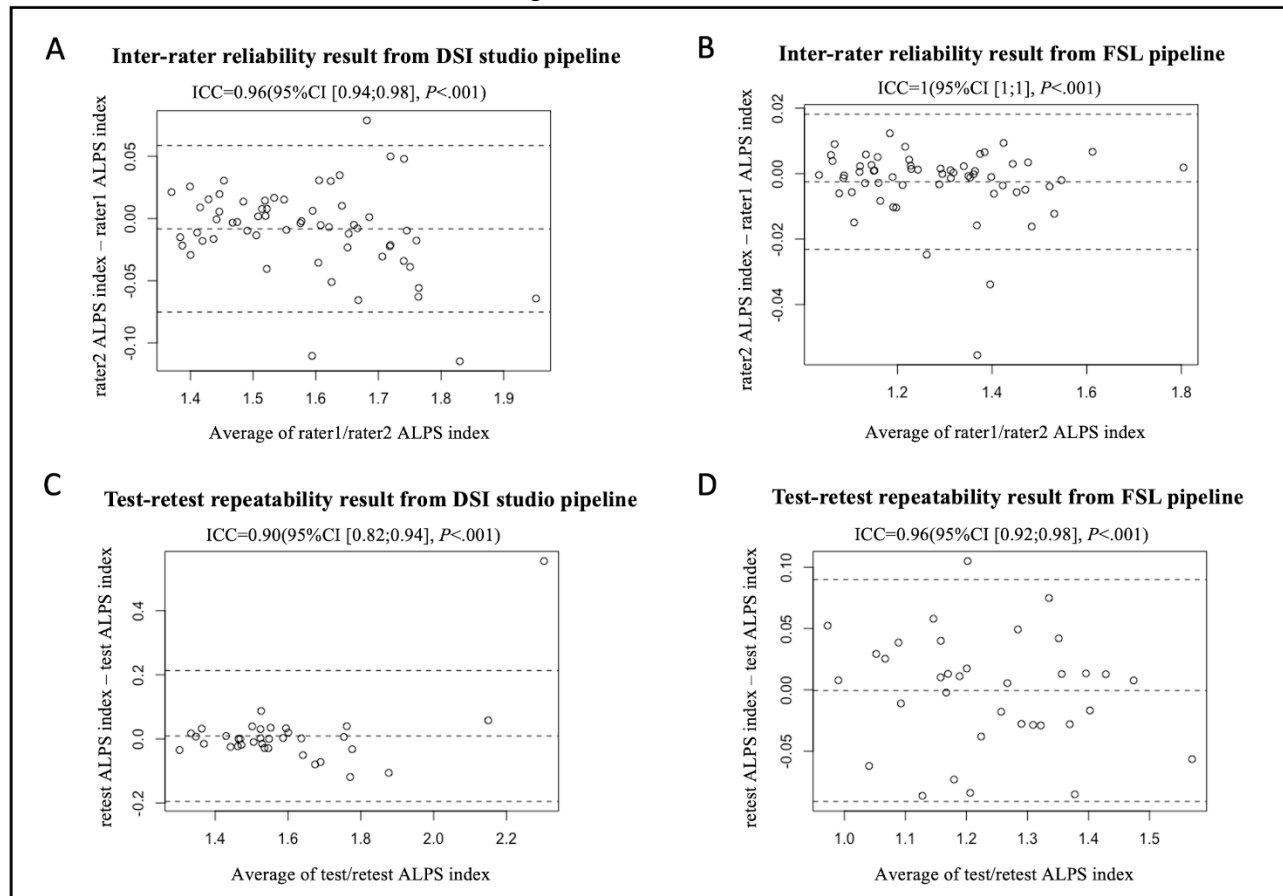 A
Inter-rater reliability result from DSI studio pipeline
ICC=0.96(95%CI [0.94;0.98], P<.001)
rater2 ALPS index – rater1 ALPS index
0.05
0.00
-0.05
-0.10
1.4 1.5 1.6 1.7 1.8 1.9
Average of rater1/rater2 ALPS index
B
Inter-rater reliability result from FSL pipeline
ICC=1(95%CI [1;1], P<.001)
rater2 ALPS index – rater1 ALPS index
0.02
0.00
-0.02
-0.04
1.2 1.4 1.6 1.8
Average of rater1/rater2 ALPS index
C
Test-retest repeatability result from DSI studio pipeline
ICC=0.90(95%CI [0.82;0.94], P<.001)
retest ALPS index – test ALPS index
0.4
0.2
0.0
-0.2
1.4 1.6 1.8 2.0 2.2
Average of test/retest ALPS index
D
Test-retest repeatability result from FSL pipeline
ICC=0.96(95%CI [0.92;0.98], P<.001)
retest ALPS index – test ALPS index
0.10
0.05
0.00
-0.05
1.0 1.1 1.2 1.3 1.4 1.5
Average of test/retest ALPS index